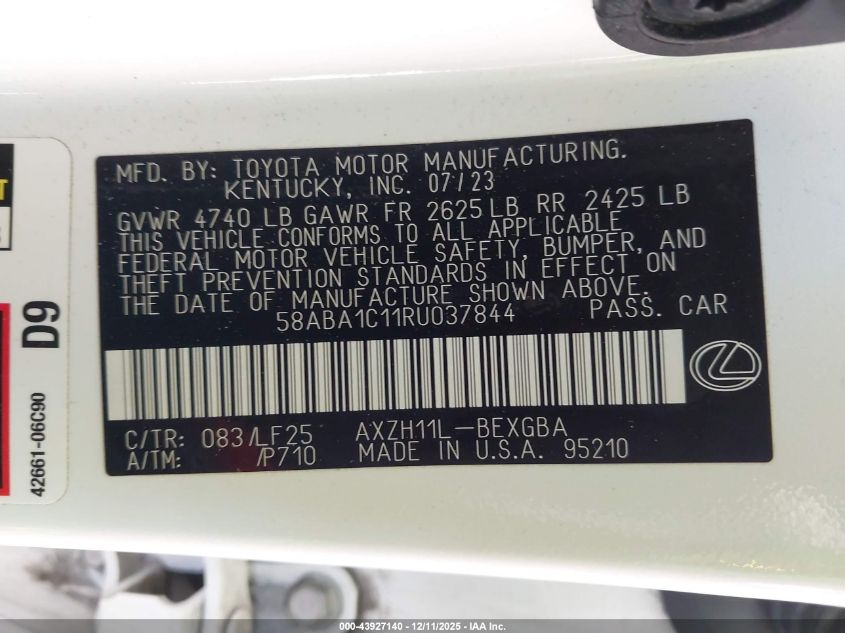 MFD. BY: TOYOTA MOTOR MANUFACTURING.
KENTUCKY, INC. 07/23
GVWR 4740 LB GAWR FR 2625 LB RR 2425 LB
THIS VEHICLE CONFORMS TO ALL APPLICABLE
FEDERAL MOTOR VEHICLE SAFETY, BUMPER, AND
THEFT PREVENTION STANDARDS IN EFFECT ON
THE DATE OF MANUFACTURE SHOWN ABOVE.
58ABA1C11RU037844 PASS. CAR
C/TR: 083/LF25 AXZH11L-BEXGBA
A/TM: /P710 MADE IN U.S.A. 95210
D9
42661-06C90
000-43927140 - 12/11/2025 - IAA Inc.